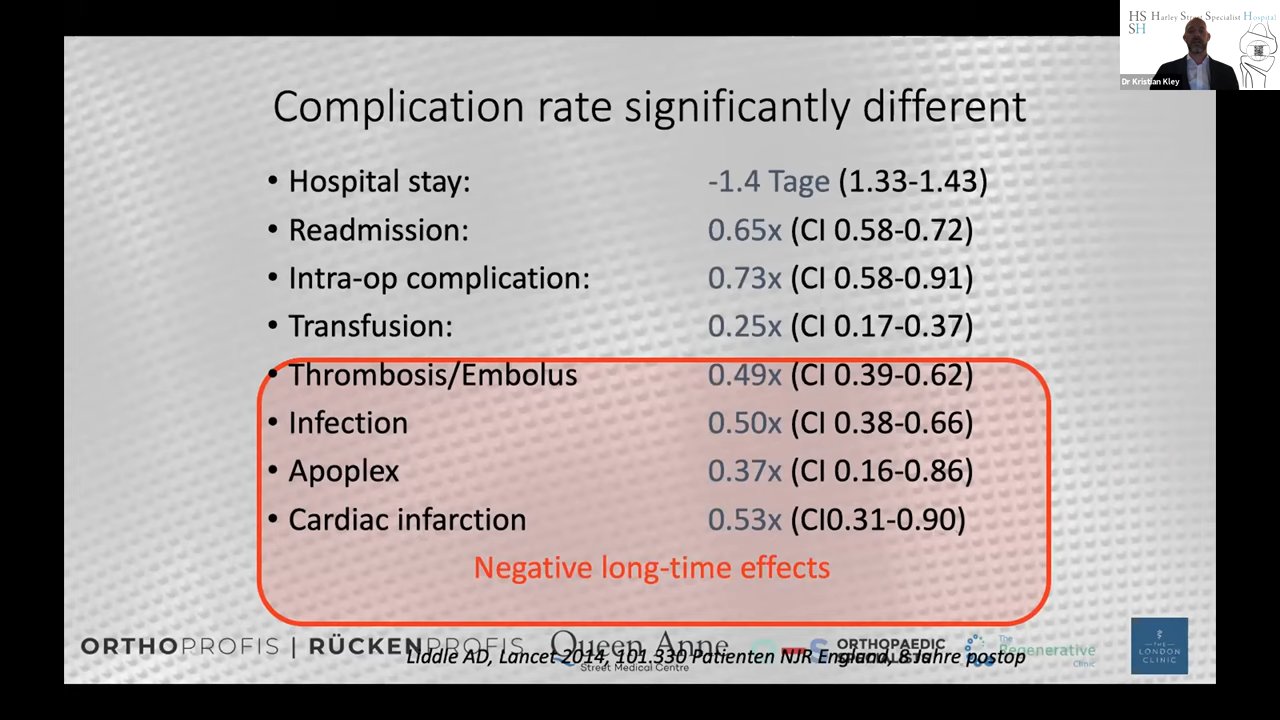 HS Harley Street Specialist Hospital
SH
Dr Kristian Kley
Complication rate significantly different
• Hospital stay: -1.4 Tage (1.33-1.43)
• Readmission: 0.65x (CI 0.58-0.72)
• Intra-op complication: 0.73x (CI 0.58-0.91)
• Transfusion: 0.25x (CI 0.17-0.37)
• Thrombosis/Embolus 0.49x (CI 0.39-0.62)
• Infection 0.50x (CI 0.38-0.66)
• Apoplex 0.37x (CI 0.16-0.86)
• Cardiac infarction 0.53x (CI0.31-0.90)
Negative long-time effects
ORTHOPROFIS | RÜCKENPROFIS
Queen Anne
Street Medical Centre
ORTHOPAEDIC
The Regenerative
Clinic
THE
LONDON
CLINIC
Liddle AD, Lancet 2014, 101.330 Patienten NJR England, 8 Jahre postop